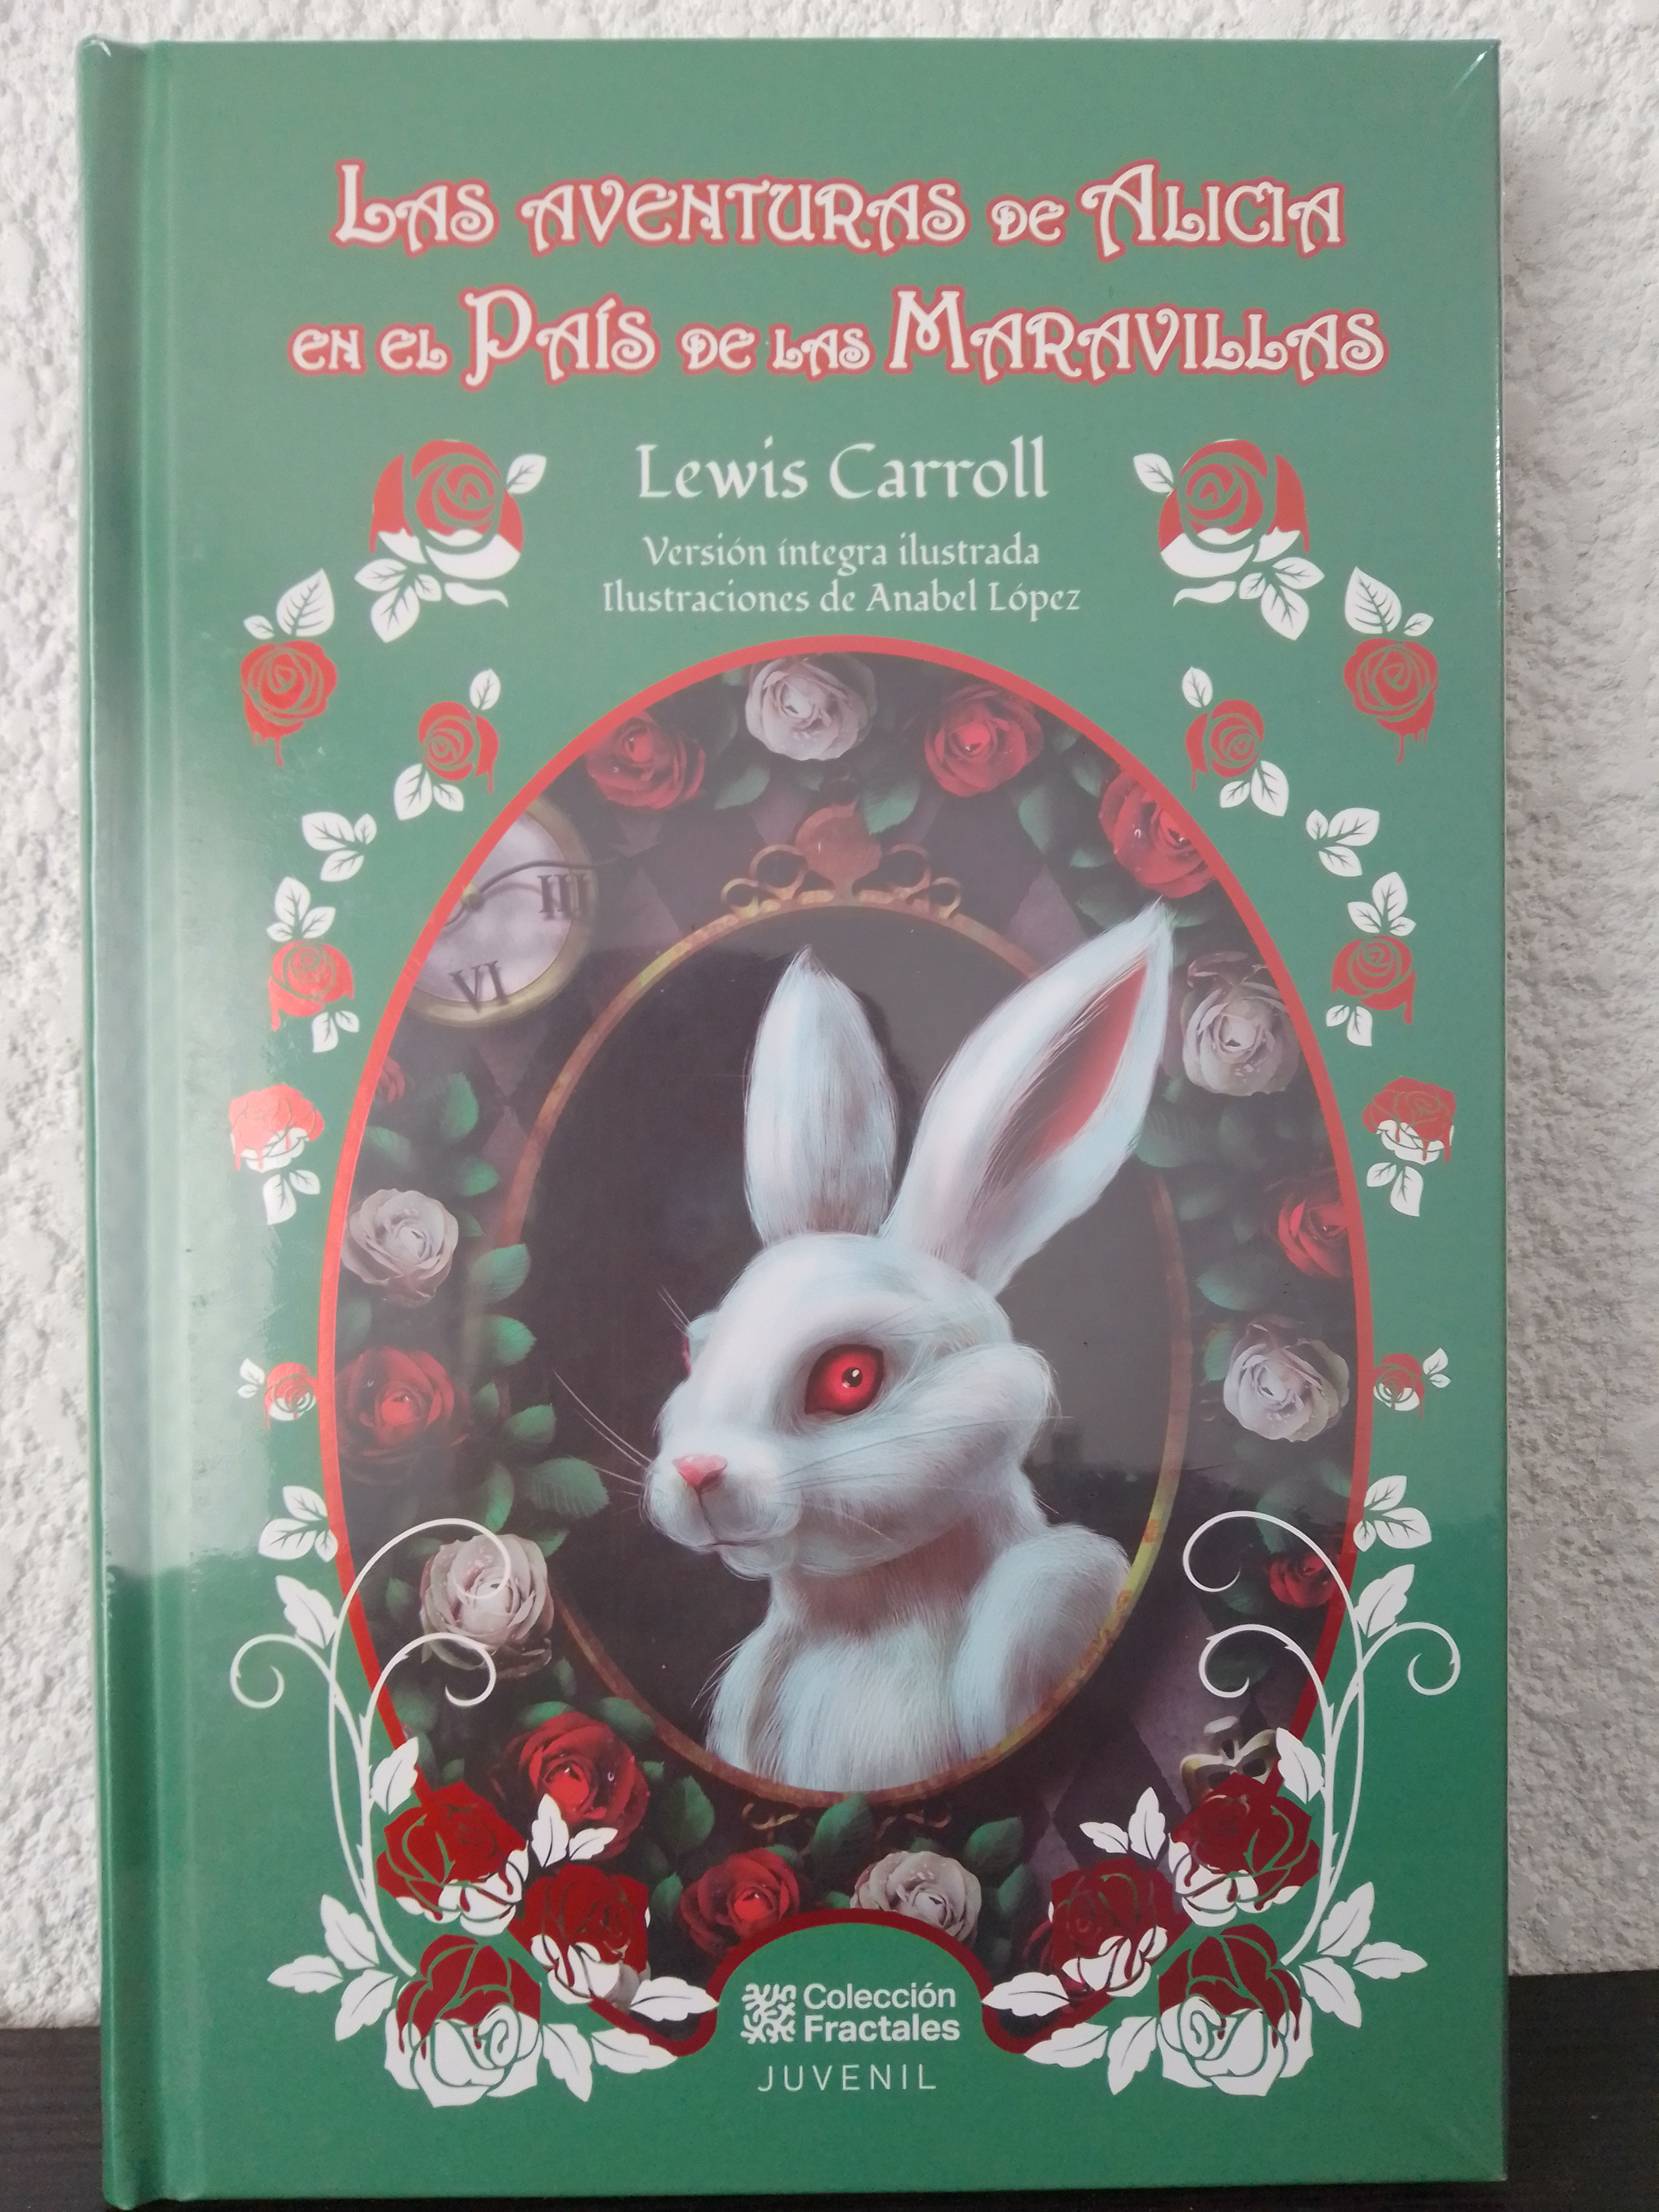 Las aventuras de Alicia
en el País de las Maravillas
Lewis Carroll
Versión íntegra ilustrada
Ilustraciones de Anabel López
III
VI
Colección
Fractales
JUVENIL